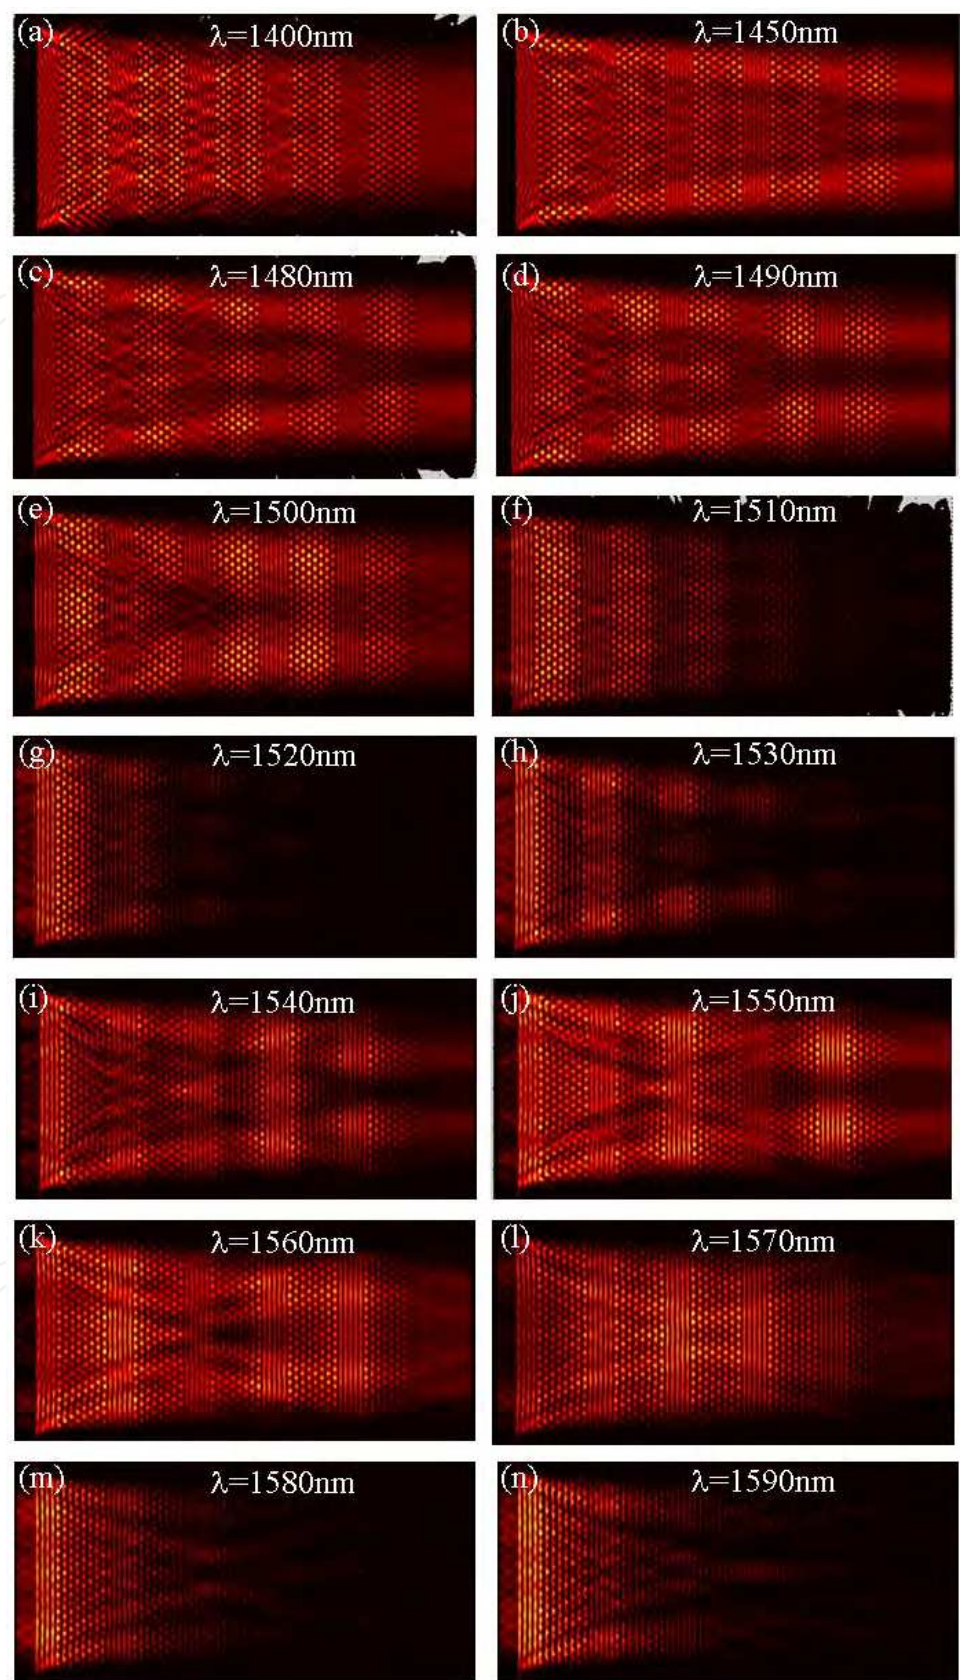 (a) λ=1400nm
(b) λ=1450nm
(c) λ=1480nm
(d) λ=1490nm
(e) λ=1500nm
(f) λ=1510nm
(g) λ=1520nm
(h) λ=1530nm
(i) λ=1540nm
(j) λ=1550nm
(k) λ=1560nm
(l) λ=1570nm
(m) λ=1580nm
(n) λ=1590nm